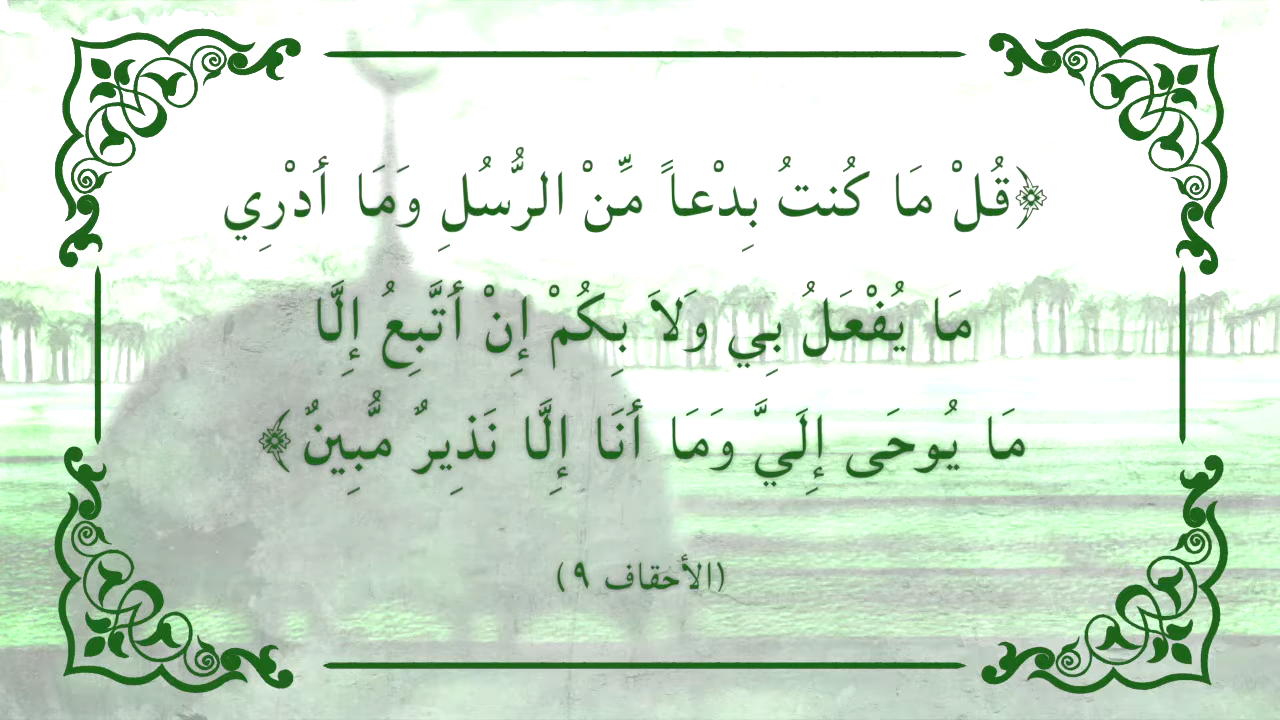 ﴿قُلْ مَا كُنتُ بِدْعاً مِّنْ الرُّسُلِ وَمَا أَدْرِي
مَا يُفْعَلُ بِي وَلاَ بِكُمْ إِنْ أَتَّبِعُ إِلَّا
مَا يُوحَى إِلَيَّ وَمَا أَنَا إِلَّا نَذِيرٌ مُّبِينٌ﴾
(الأحقاف ٩)